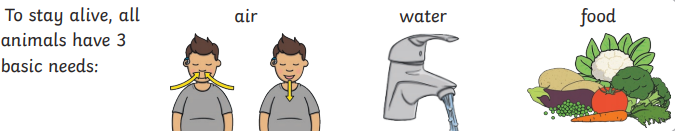 To stay alive, all
animals have 3
basic needs:
air
water
food